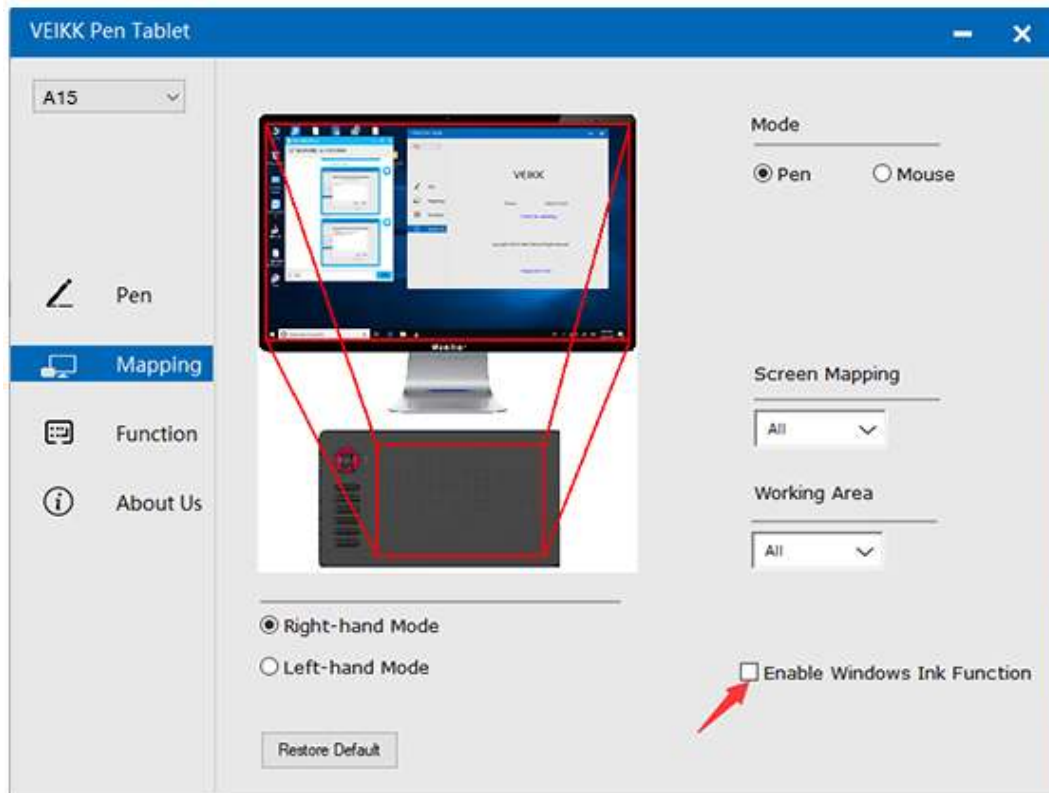 VEIKK Pen Tablet
A15
Pen
Mapping
Function
About Us
VEIKK
Mode
Pen
Mouse
Screen Mapping
All
Working Area
All
Right-hand Mode
Left-hand Mode
Enable Windows Ink Function
Restore Default